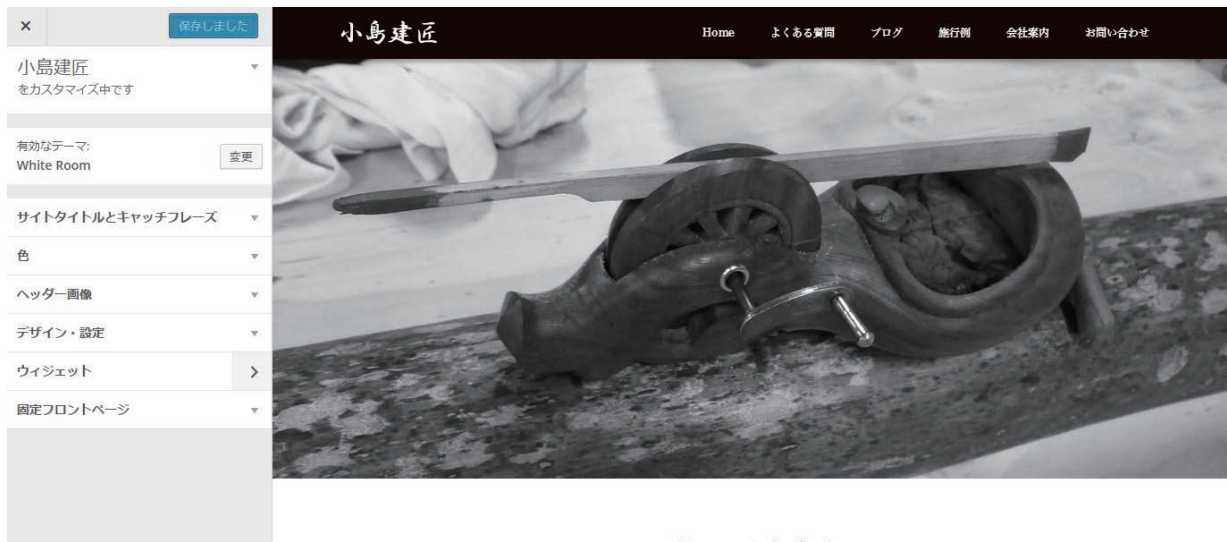 ×
保存しました
小島建匠
をカスタマイズ中です
有効なテーマ:
White Room
変更
サイトタイトルとキャッチフレーズ
色
ヘッダー画像
デザイン・設定
ウィジェット
固定フロントページ
小島建匠
Home よくある質問 ブログ 施行例 会社案内 お問い合わせ